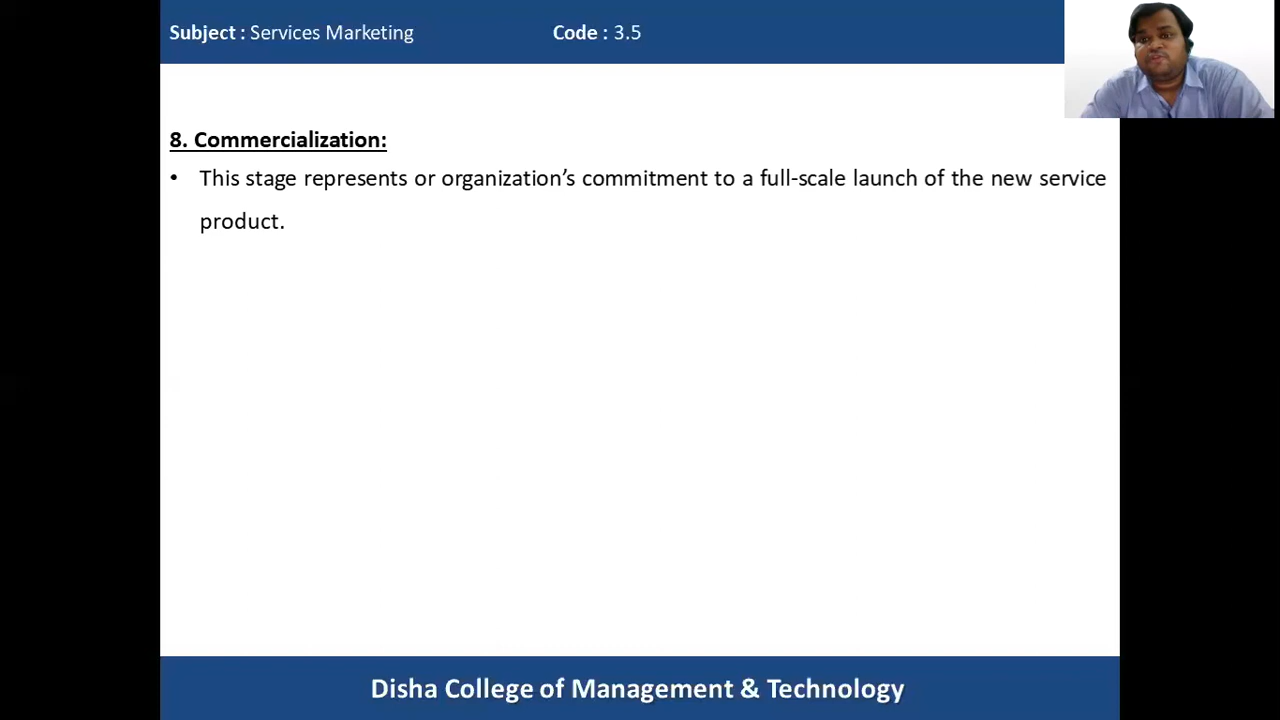 Subject : Services Marketing Code : 3.5
8. Commercialization:
• This stage represents or organization's commitment to a full-scale launch of the new service
product.
Disha College of Management & Technology